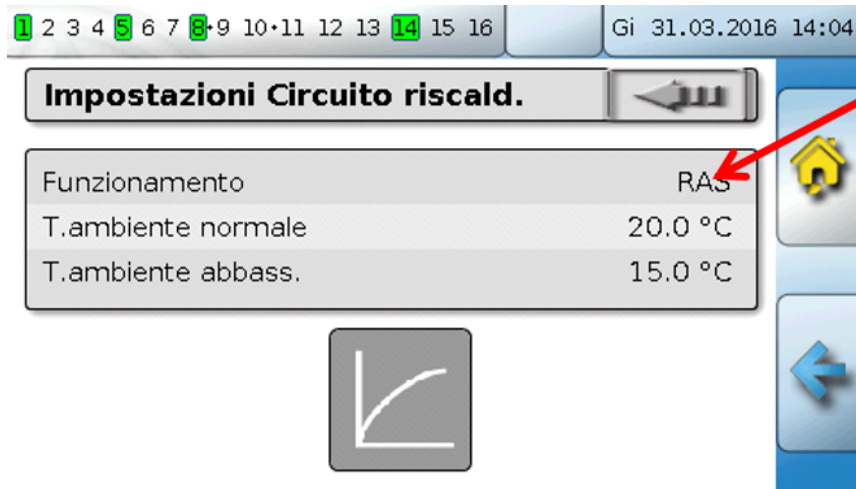 1 2 3 4 5 6 7 8·9 10·11 12 13 14 15 16 Gi 31.03.2016 14:04
Impostazioni Circuito riscald.
Funzionamento RAS
T.ambiente normale 20.0 °C
T.ambiente abbass. 15.0 °C